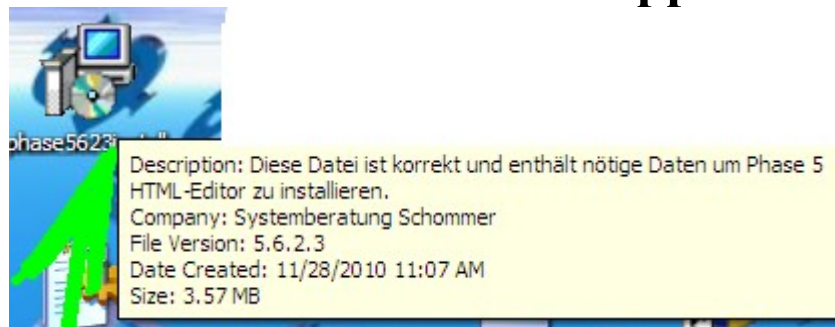 phase5623install
Description: Diese Datei ist korrekt und enthält nötige Daten um Phase 5
HTML-Editor zu installieren.
Company: Systemberatung Schommer
File Version: 5.6.2.3
Date Created: 11/28/2010 11:07 AM
Size: 3.57 MB